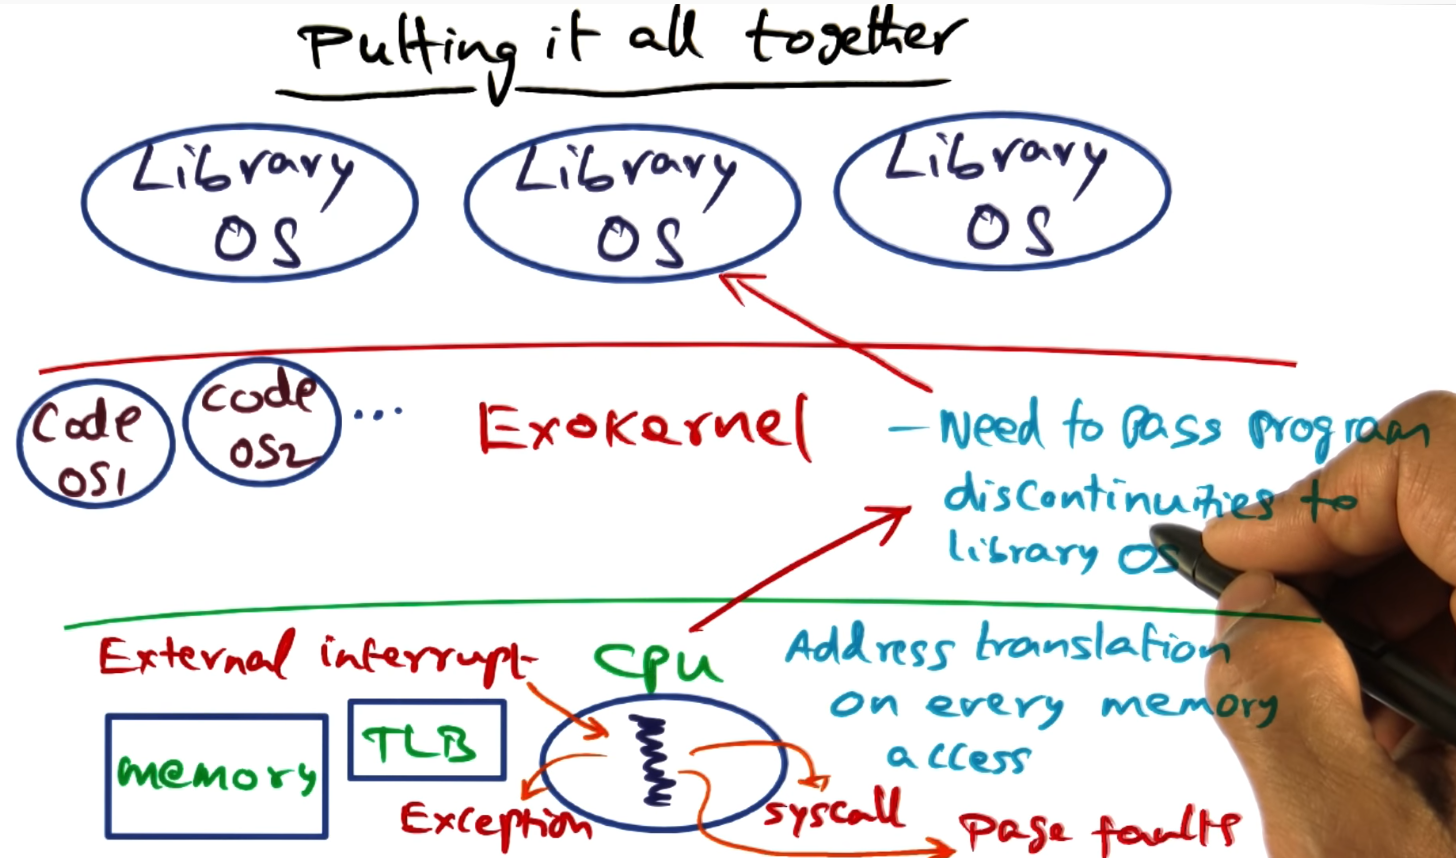 Putting it all together
Library
OS
Library
OS
Library
OS
Code
OS1
Code
OS2
...
Exokernel
- Need to pass program
discontinuities to
library OS
External interrupt
CPU
Address translation
on every memory
access
memory
TLB
Exception
syscall
Page faults